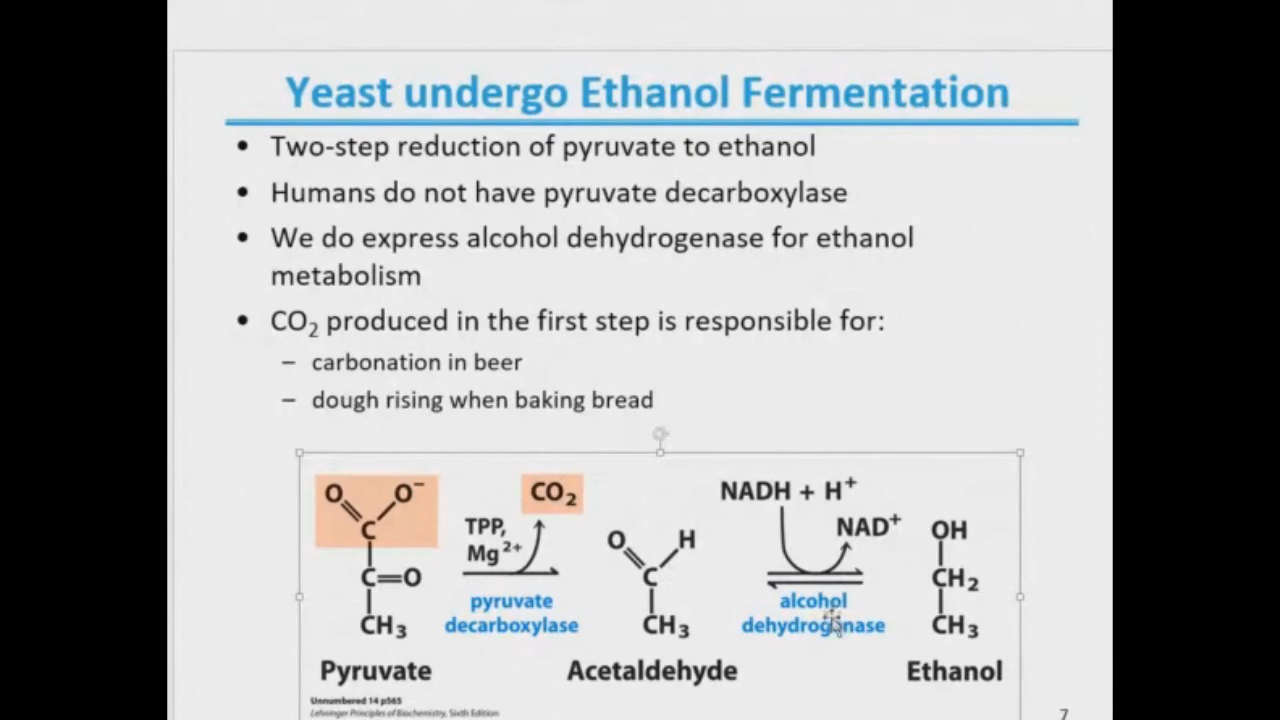 Yeast undergo Ethanol Fermentation
• Two-step reduction of pyruvate to ethanol
• Humans do not have pyruvate decarboxylase
• We do express alcohol dehydrogenase for ethanol
metabolism
• CO₂ produced in the first step is responsible for:
– carbonation in beer
– dough rising when baking bread
O O⁻
C
C=O
CH₃
Pyruvate
TPP,
Mg²⁺
CO₂
pyruvate
decarboxylase
O H
C
CH₃
Acetaldehyde
NADH + H⁺
NAD⁺
alcohol
dehydrogenase
OH
CH₂
CH₃
Ethanol
Unnumbered 14 p565
Lehninger Principles of Biochemistry, Sixth Edition
7